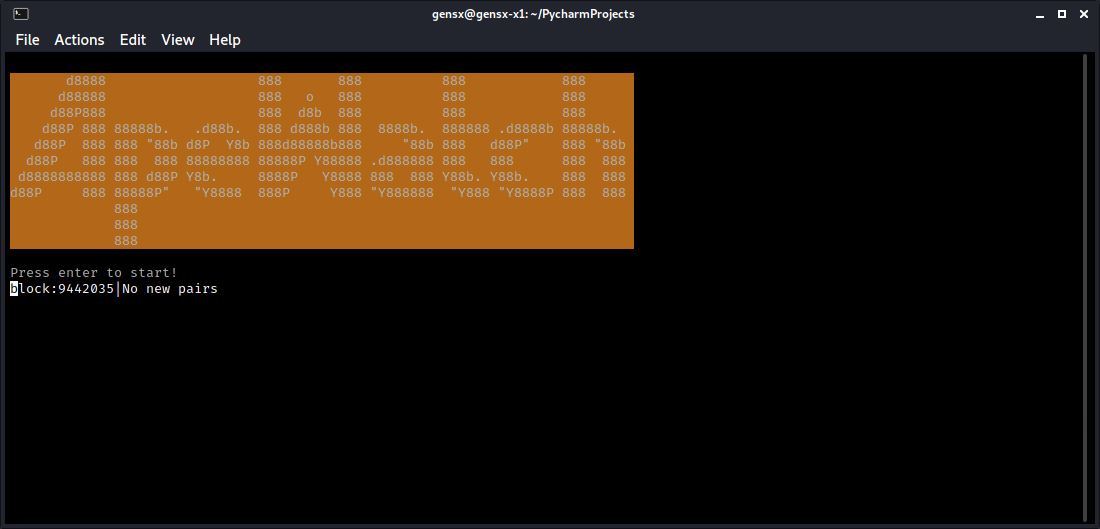 gensx@gensx-x1: ~/PycharmProjects
File Actions Edit View Help
      d8888                   888       888          888            888
      d88888                  888   o   888          888            888
     d88P888                  888  d8b  888          888            888
    d88P 888 88888b.   .d88b.  888 d888b 888  8888b.  888888 .d8888b 88888b.
   d88P  888 888 "88b d8P  Y8b 888d88888b888     "88b 888   d88P"    888 "88b
  d88P   888 888  888 88888888 88888P Y88888 .d888888 888   888      888  888
 d8888888888 888 d88P Y8b.     8888P   Y8888 888  888 Y88b. Y88b.    888  888
d88P     888 88888P"   "Y8888  888P     Y888 "Y888888  "Y888 "Y8888P 888  888
             888
             888
             888
Press enter to start!
block:9442035|No new pairs